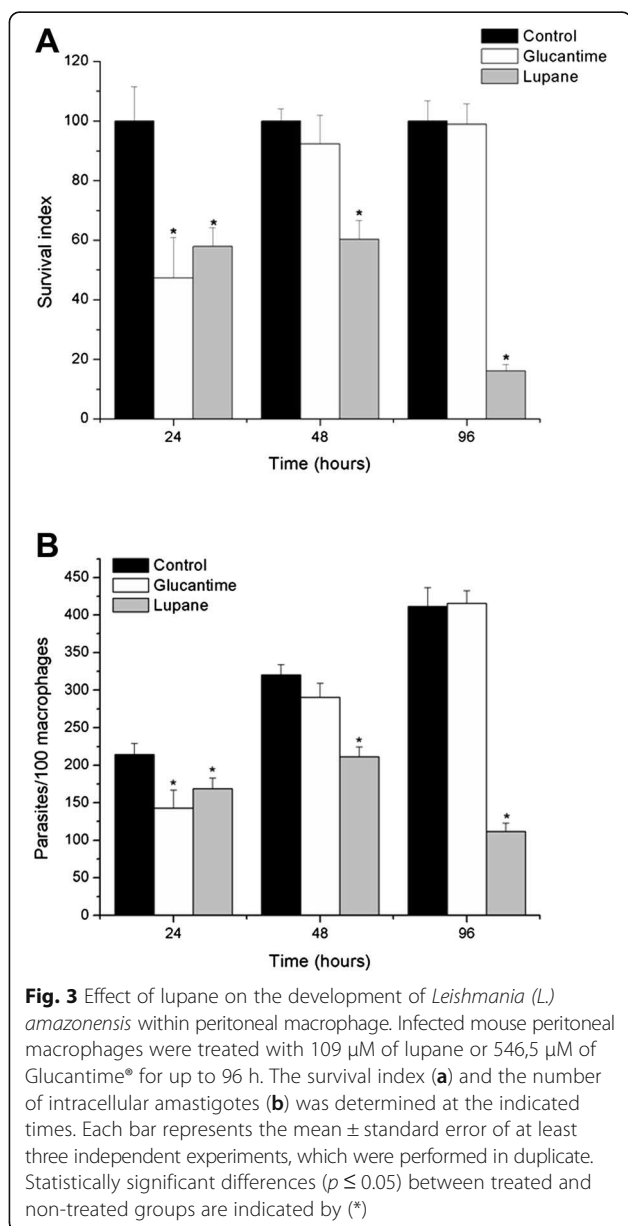 A
Control
Glucantime
Lupane
120
100
80
60
40
20
0
Survival index
* *
*
*
24 48 96
Time (hours)
B
Control
Glucantime
Lupane
450
400
350
300
250
200
150
100
50
0
Parasites/100 macrophages
* *
*
*
24 48 96
Time (hours)
Fig. 3 Effect of lupane on the development of Leishmania (L.)
amazonensis within peritoneal macrophage. Infected mouse peritoneal
macrophages were treated with 109 μM of lupane or 546,5 μM of
Glucantime® for up to 96 h. The survival index (a) and the number
of intracellular amastigotes (b) was determined at the indicated
times. Each bar represents the mean ± standard error of at least
three independent experiments, which were performed in duplicate.
Statistically significant differences (p ≤ 0.05) between treated and
non-treated groups are indicated by (*)